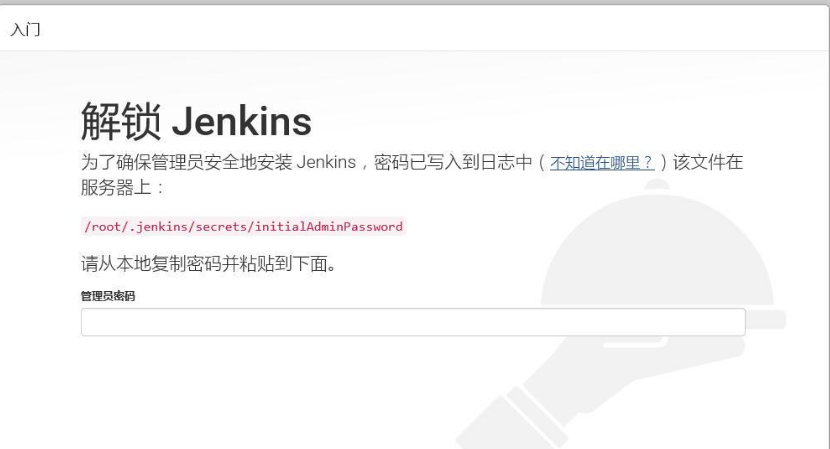 入门
解锁 Jenkins
为了确保管理员安全地安装 Jenkins，密码已写入到日志中（不知道在哪里？）该文件在
服务器上：
/root/.jenkins/secrets/initialAdminPassword
请从本地复制密码并粘贴到下面。
管理员密码